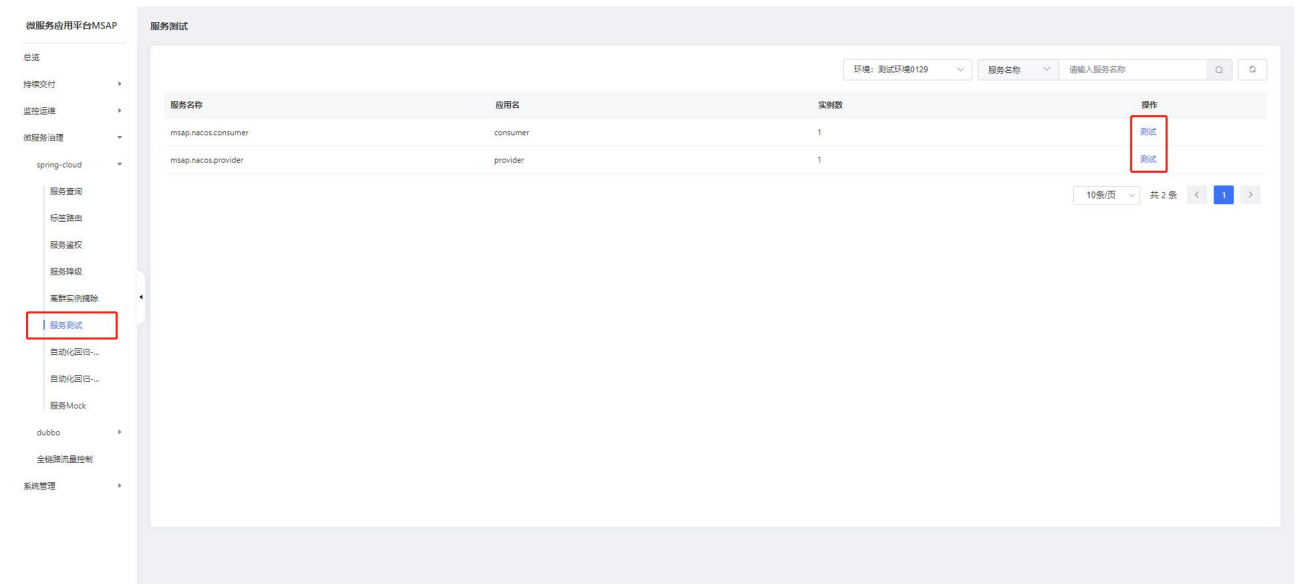 微服务应用平台MSAP
总览
持续交付
监控运维
微服务治理
spring-cloud
服务查询
标签路由
服务鉴权
服务降级
离群实例摘除
服务测试
自动化回归-...
自动化回归-...
服务Mock
dubbo
全链路流量控制
系统管理
服务测试
环境：测试环境0129 服务名称 请输入服务名称
服务名称 应用名 实例数 操作
msap.nacos.consumer consumer 1 测试
msap.nacos.provider provider 1 测试
10条/页 共 2 条 < 1 >